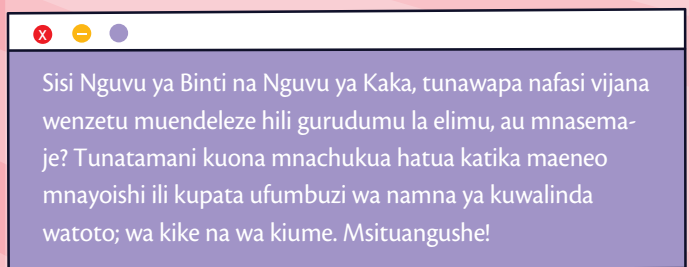 Sisi Nguvu ya Binti na Nguvu ya Kaka, tunawapa nafasi vijana
wenzetu muendeleze hili gurudumu la elimu, au mnasema-
je? Tunatamani kuona mnachukua hatua katika maeneo
mnayoishi ili kupata ufumbuzi wa namna ya kuwalinda
watoto; wa kike na wa kiume. Msituangushe!